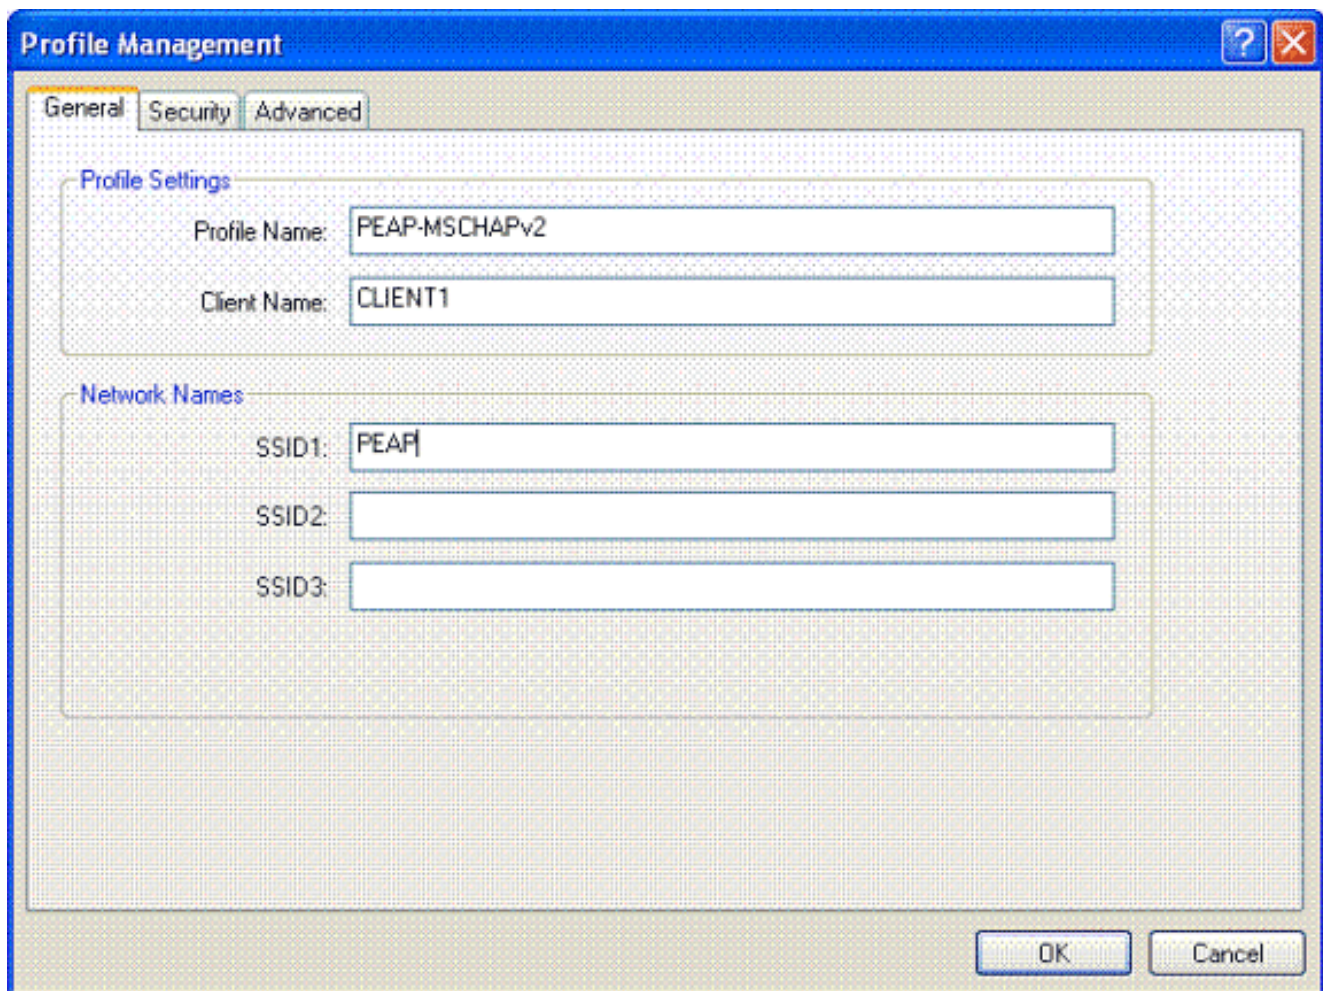 Profile Management
General Security Advanced
Profile Settings
Profile Name: PEAP-MSCHAPv2
Client Name: CLIENT1
Network Names
SSID1: PEAP
SSID2:
SSID3:
OK Cancel